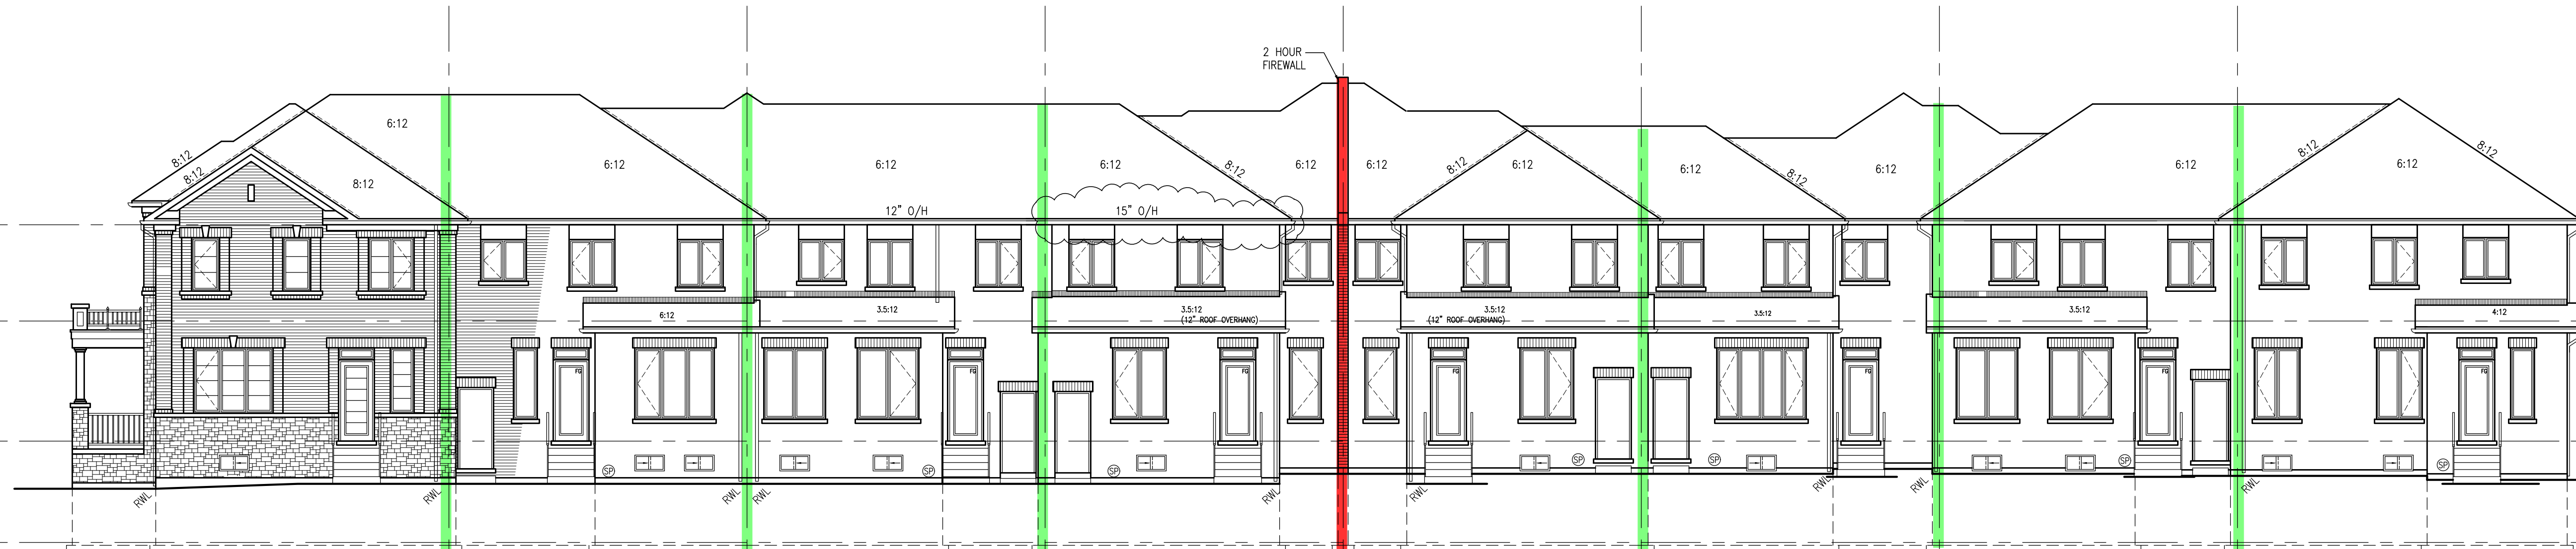 2 HOUR
FIREWALL
8:12
8:12
8:12
6:12
6:12
6:12
6:12
8:12
6:12
6:12
8:12
6:12
6:12
8:12
6:12
6:12
8:12
6:12
8:12
12" O/H
15" O/H
6:12
3.5:12
3.5:12
(12" ROOF OVERHANG)
3.5:12
(12" ROOF OVERHANG)
3.5:12
3.5:12
4:12
FG
FG
FG
FG
FG
FG
FG
SP
SP
SP
SP
SP
SP
SP
RWL
RWL
RWL
RWL
RWL
RWL
RWL
RWL
RWL